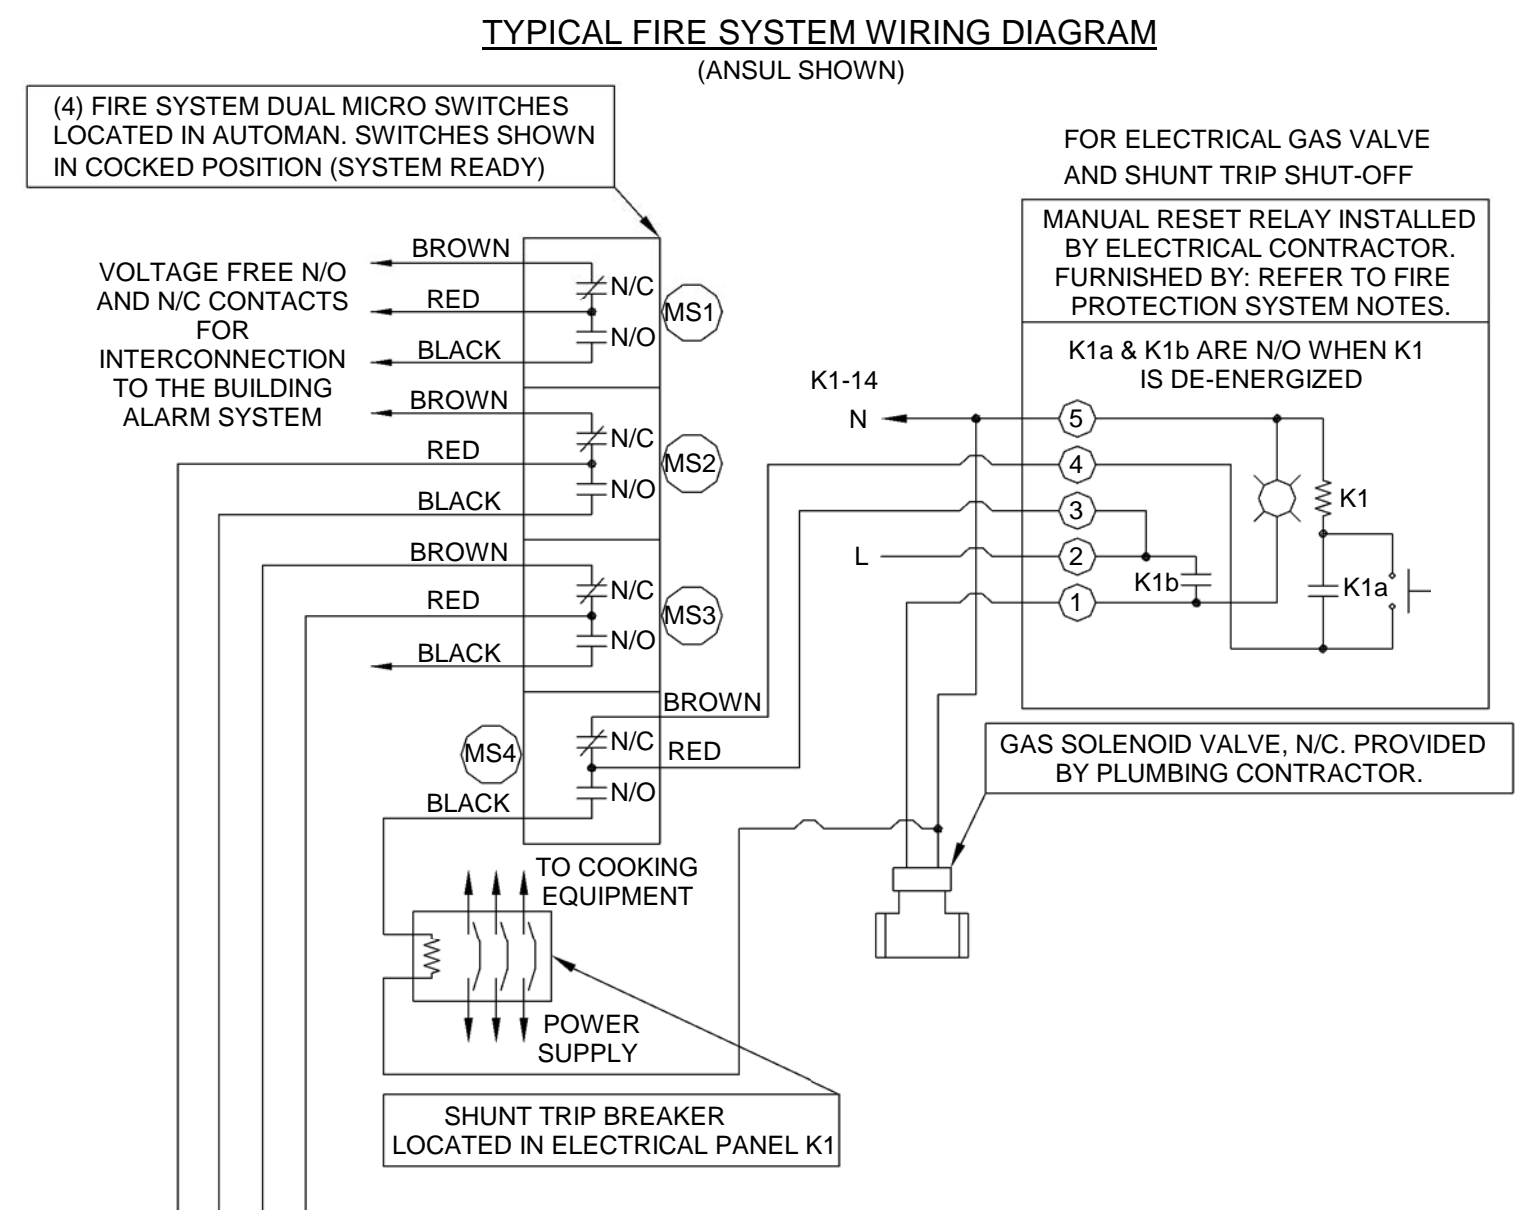 TYPICAL FIRE SYSTEM WIRING DIAGRAM
(ANSUL SHOWN)
(4) FIRE SYSTEM DUAL MICRO SWITCHES
LOCATED IN AUTOMAN. SWITCHES SHOWN
IN COCKED POSITION (SYSTEM READY)
VOLTAGE FREE N/O
AND N/C CONTACTS
FOR
INTERCONNECTION
TO THE BUILDING
ALARM SYSTEM
BROWN
RED
BLACK
N/C
N/O
MS1
BROWN
RED
BLACK
N/C
N/O
MS2
BROWN
RED
BLACK
N/C
N/O
MS3
BROWN
RED
BLACK
N/C
N/O
MS4
TO COOKING
EQUIPMENT
POWER
SUPPLY
SHUNT TRIP BREAKER
LOCATED IN ELECTRICAL PANEL K1
FOR ELECTRICAL GAS VALVE
AND SHUNT TRIP SHUT-OFF
MANUAL RESET RELAY INSTALLED
BY ELECTRICAL CONTRACTOR.
FURNISHED BY: REFER TO FIRE
PROTECTION SYSTEM NOTES.
K1a & K1b ARE N/O WHEN K1
IS DE-ENERGIZED
K1-14
N
L
5
4
3
2
1
K1
K1b
K1a
GAS SOLENOID VALVE, N/C. PROVIDED
BY PLUMBING CONTRACTOR.